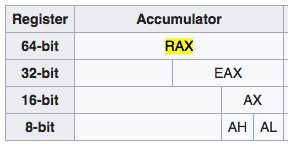 Register Accumulator
64-bit RAX
32-bit EAX
16-bit AX
8-bit AH AL